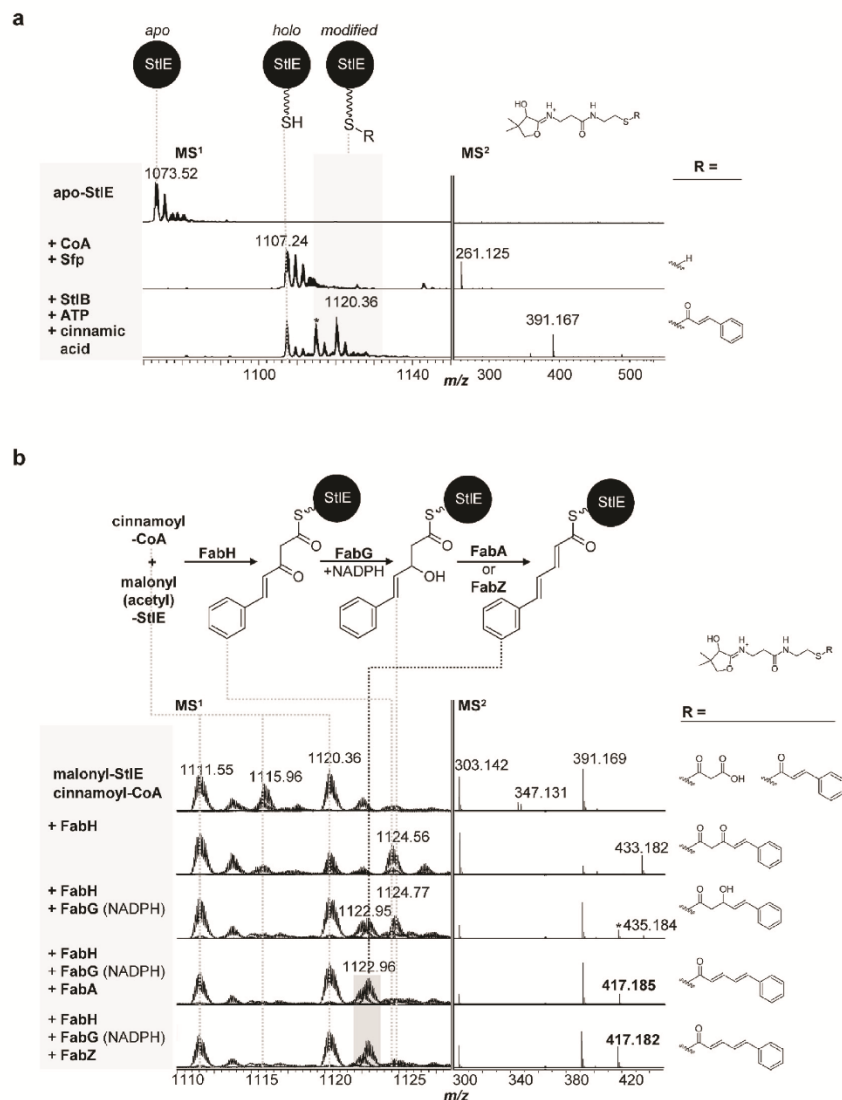 a
apo
holo
modified
StlE
StlE
StlE
SH
S
R
HO
N
+
O
O
H
N
S
R
MS1
MS2
R =
apo-StlE
1073.52
+ CoA
+ Sfp
1107.24
261.125
H
+ StlB
+ ATP
+ cinnamic
acid
*
1120.36
391.167
O
1100
1140
m/z
300
400
500
b
cinnamoyl
-CoA
+
malonyl
(acetyl)
-StlE
FabH
StlE
S
O
O
FabG
+NADPH
StlE
S
O
OH
FabA
or
FabZ
StlE
S
O
HO
N
+
O
O
H
N
S
R
MS1
MS2
R =
malonyl-StlE
cinnamoyl-CoA
1111.55
1115.96
1120.36
303.142
347.131
391.169
O
O
OH
O
+ FabH
1124.56
433.182
O
O
+ FabH
+ FabG (NADPH)
1124.77
1122.95
*
435.184
O
OH
+ FabH
+ FabG (NADPH)
+ FabA
1122.96
417.185
O
+ FabH
+ FabG (NADPH)
+ FabZ
417.182
O
1110
1115
1120
1125
300
340
380
420
m/z